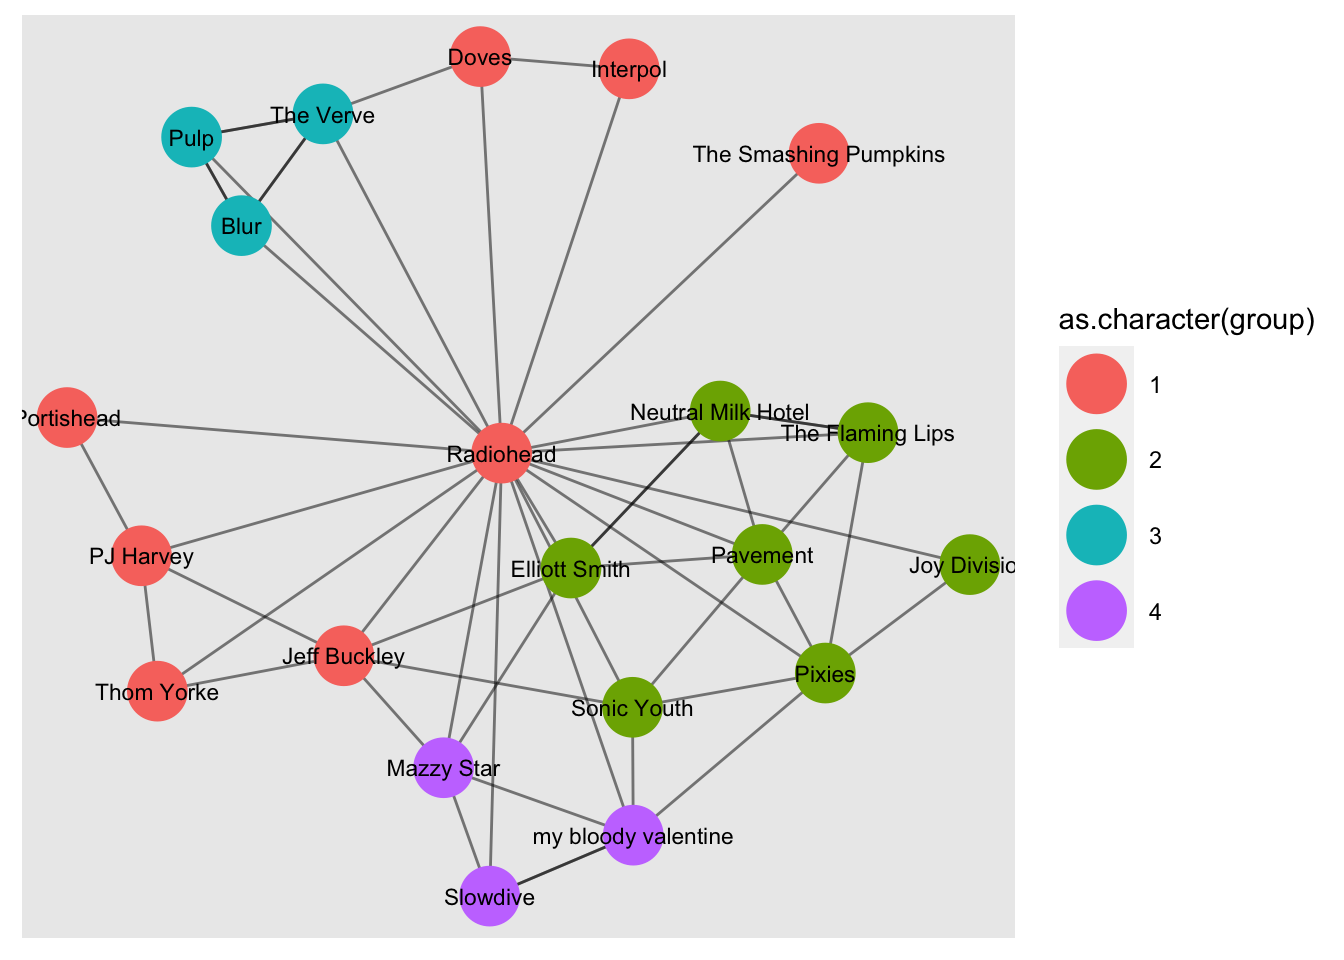 Doves
Interpol
The Verve
Pulp
The Smashing Pumpkins
Blur
as.character(group)
1
2
3
4
Neutral Milk Hotel
Portishead
The Flaming Lips
Radiohead
PJ Harvey
Pavement
Elliott Smith
Joy Divisio
Jeff Buckley
Pixies
Thom Yorke
Sonic Youth
Mazzy Star
my bloody valentine
Slowdive